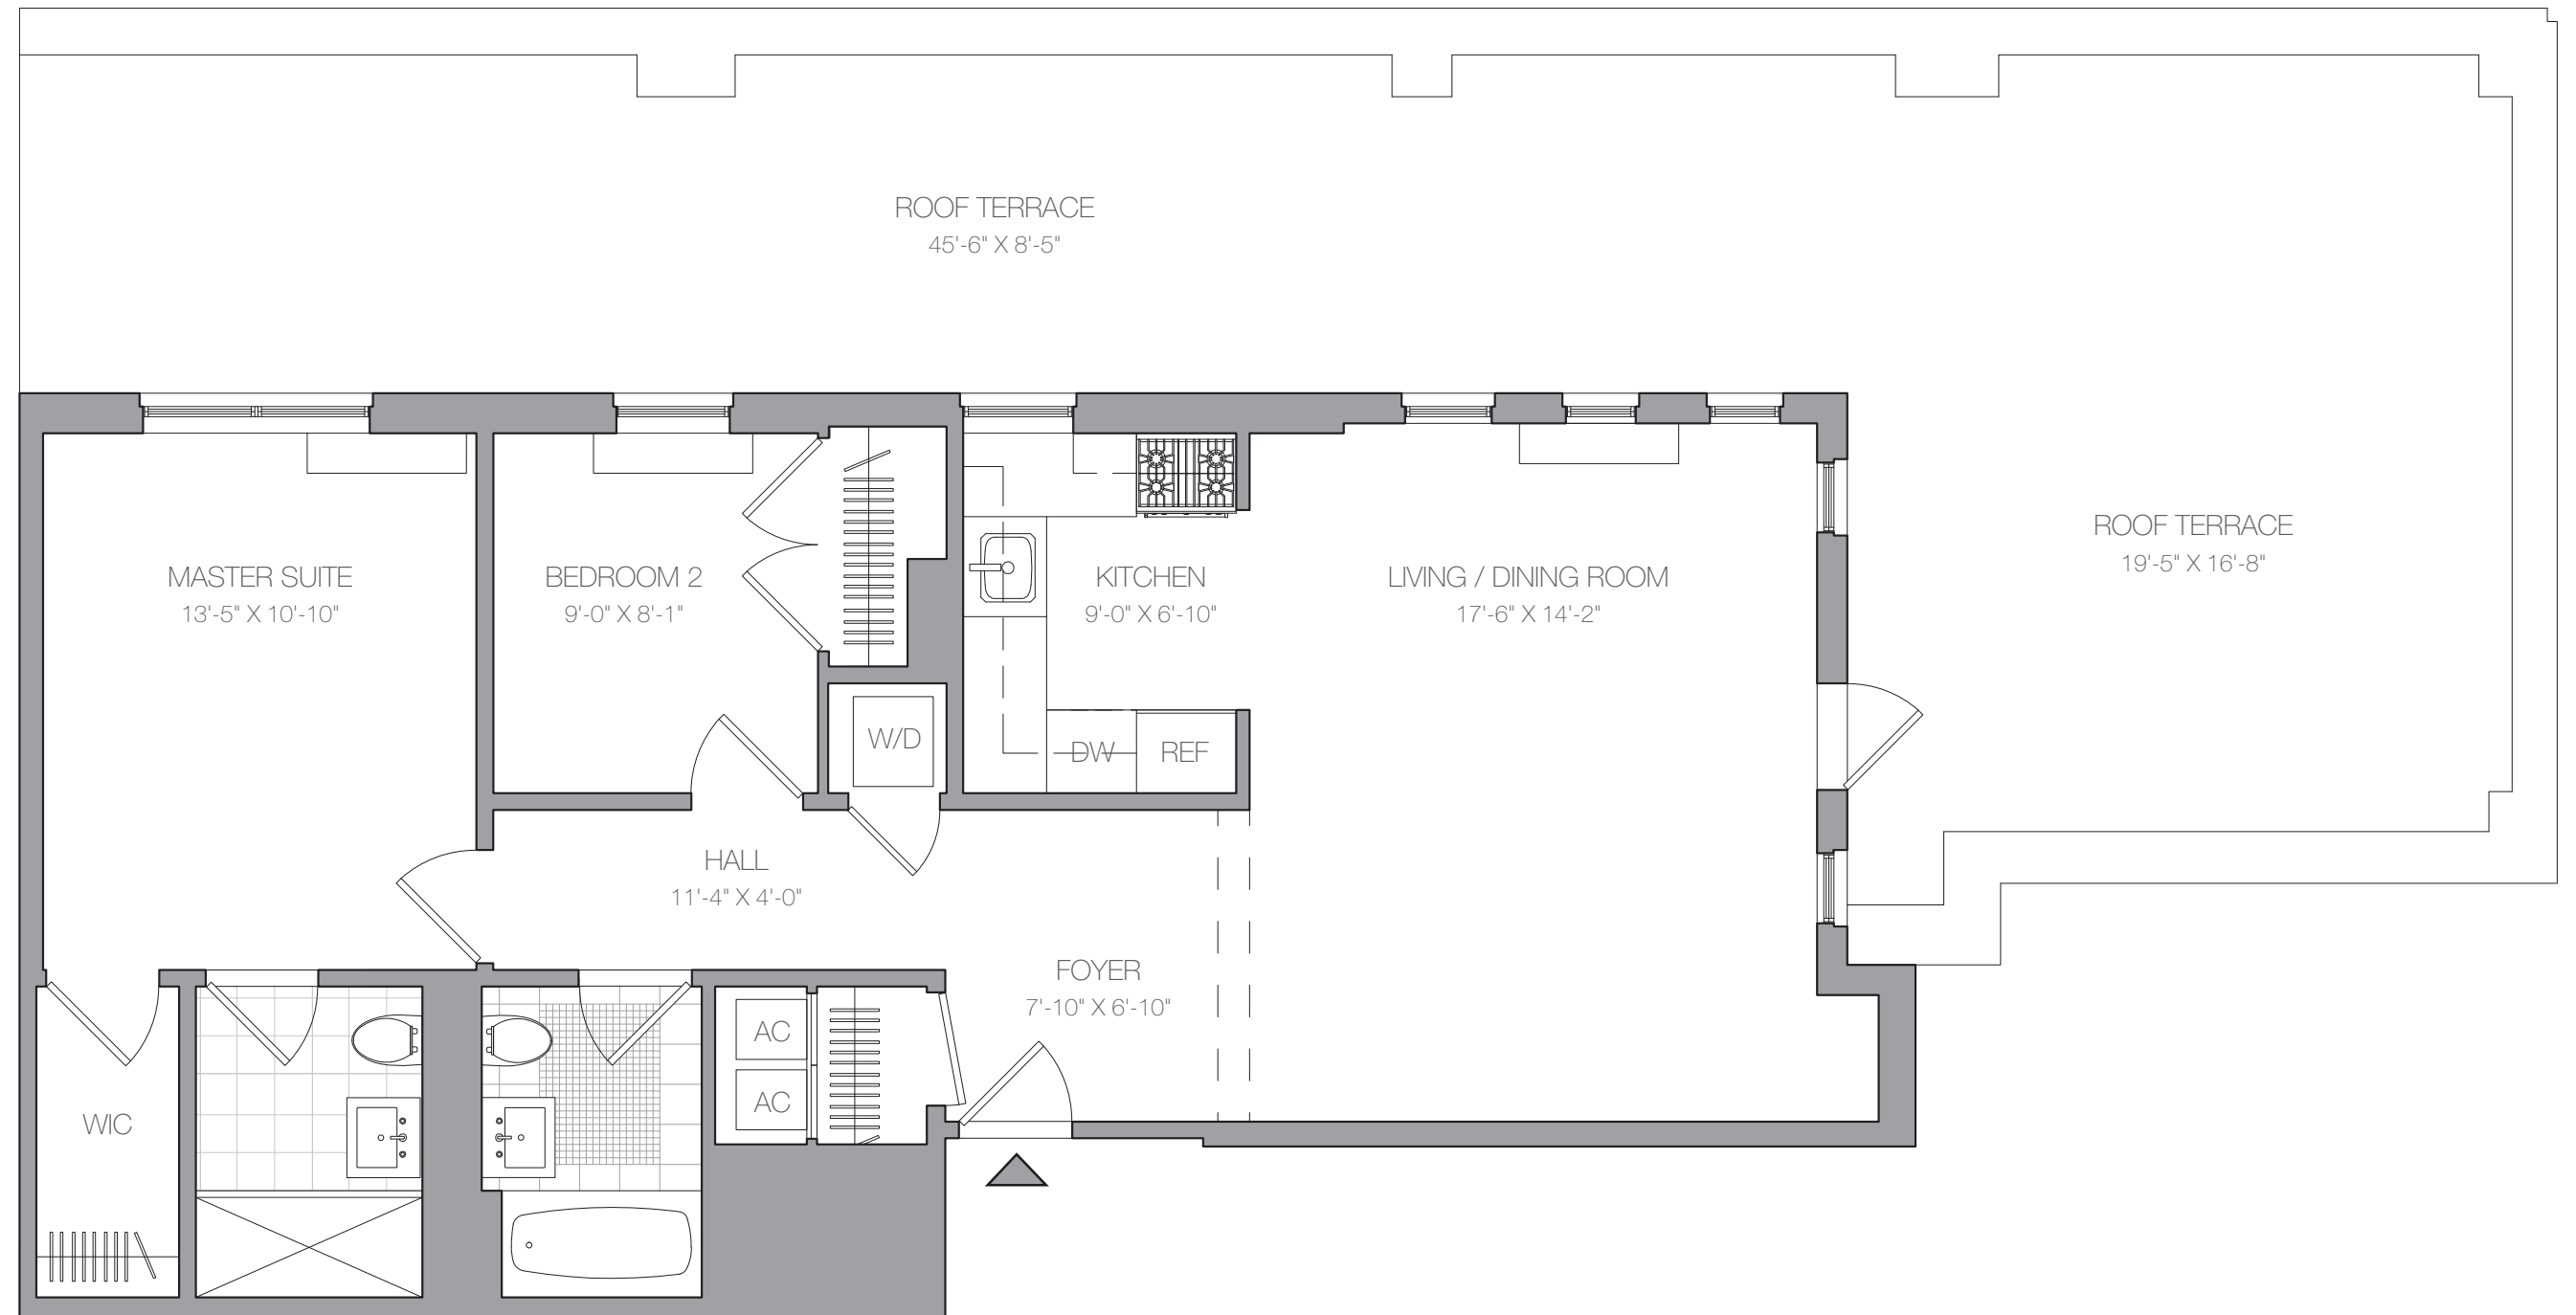 ROOF TERRACE
45'-6" X 8'-5"
ROOF TERRACE
19'-5" X 16'-8"
MASTER SUITE
13'-5" X 10'-10"
BEDROOM 2
9'-0" X 8'-1"
KITCHEN
9'-0" X 6'-10"
LIVING / DINING ROOM
17'-6" X 14'-2"
W/D
DW
REF
HALL
11'-4" X 4'-0"
FOYER
7'-10" X 6'-10"
AC
AC
WIC